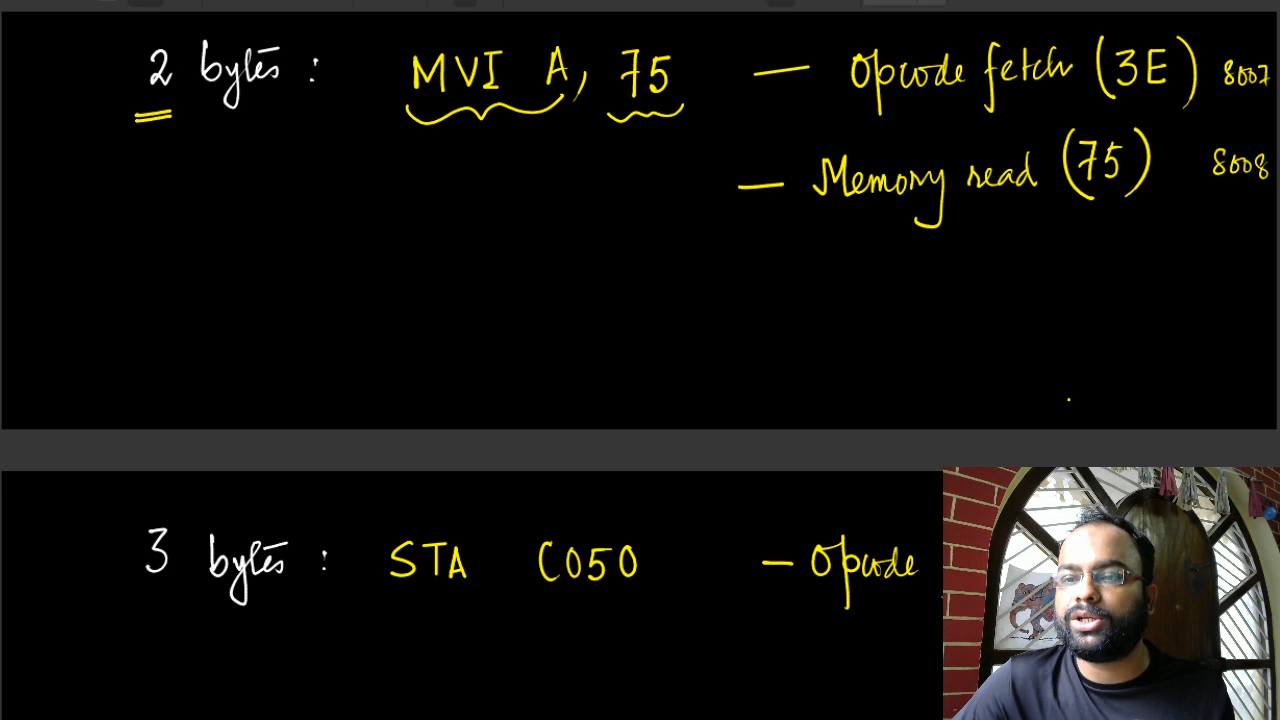 2 bytes : MVI A, 75 — Opcode fetch (3E) 8007
— Memory read (75) 8008
3 bytes : STA C050 — Opcode